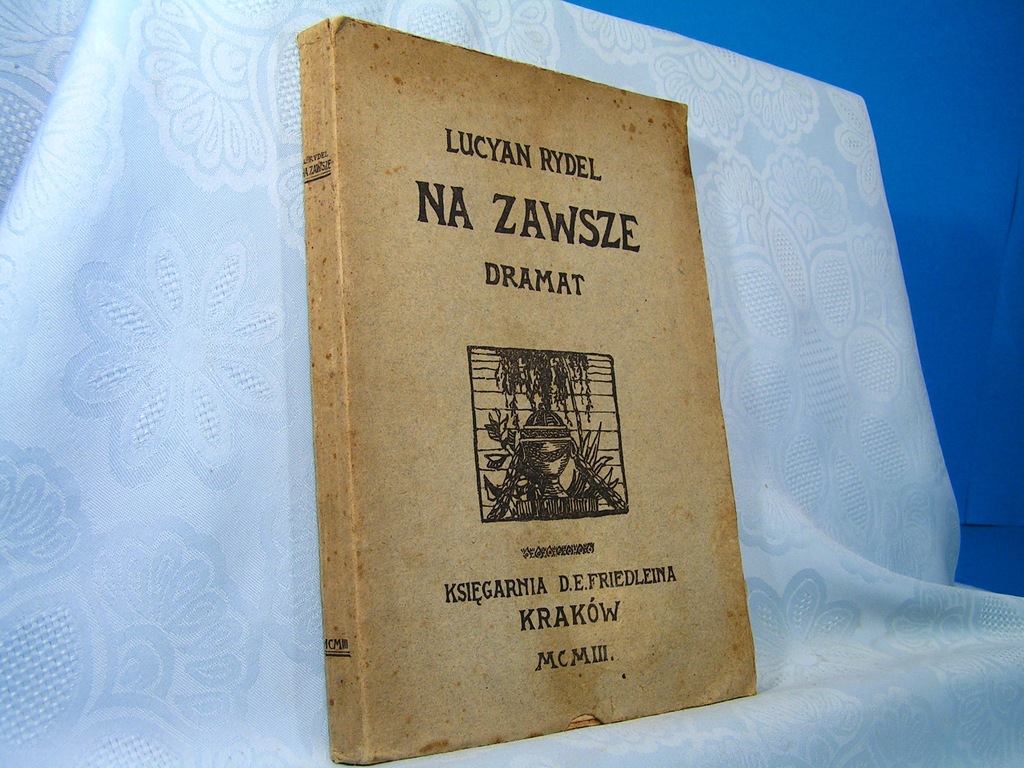 LUCYAN RYDEL
NA ZAWSZE
DRAMAT
KSIĘGARNIA D.E.FRIEDLEINA
KRAKÓW
MCMIII.
RYDEL
NA ZAWSZE
MCMIII